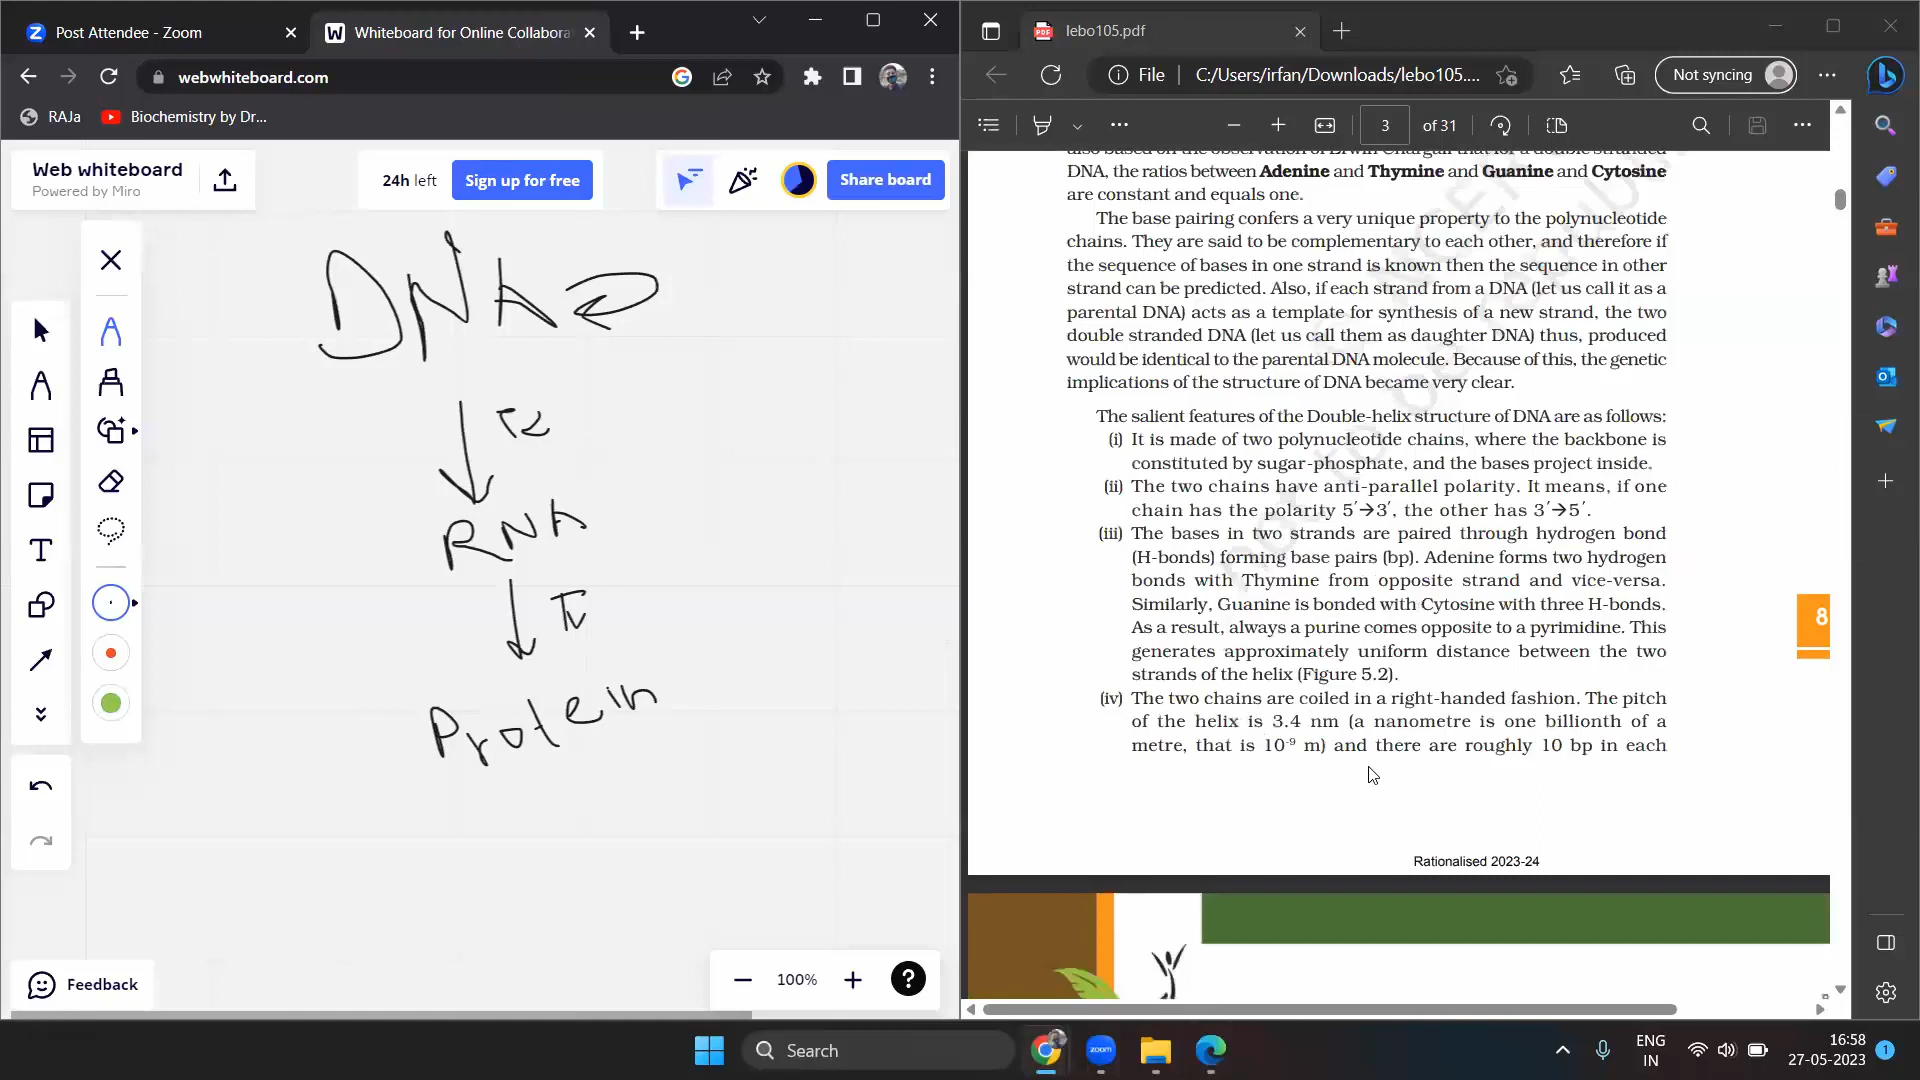 Post Attendee - Zoom
Whiteboard for Online Collabora
webwhiteboard.com
RAJa
Biochemistry by Dr...
Web whiteboard
Powered by Miro
24h left
Sign up for free
Share board
DNA
RNA
Protein
100%
Feedback
lebo105.pdf
File
C:/Users/irfan/Downloads/lebo105....
Not syncing
3 of 31
DNA, the ratios between Adenine and Thymine and Guanine and Cytosine
are constant and equals one.
The base pairing confers a very unique property to the polynucleotide
chains. They are said to be complementary to each other, and therefore if
the sequence of bases in one strand is known then the sequence in other
strand can be predicted. Also, if each strand from a DNA (let us call it as a
parental DNA) acts as a template for synthesis of a new strand, the two
double stranded DNA (let us call them as daughter DNA) thus, produced
would be identical to the parental DNA molecule. Because of this, the genetic
implications of the structure of DNA became very clear.
The salient features of the Double-helix structure of DNA are as follows:
(i) It is made of two polynucleotide chains, where the backbone is
constituted by sugar-phosphate, and the bases project inside.
(ii) The two chains have anti-parallel polarity. It means, if one
chain has the polarity 5′→3′, the other has 3′→5′.
(iii) The bases in two strands are paired through hydrogen bond
(H-bonds) forming base pairs (bp). Adenine forms two hydrogen
bonds with Thymine from opposite strand and vice-versa.
Similarly, Guanine is bonded with Cytosine with three H-bonds.
As a result, always a purine comes opposite to a pyrimidine. This
generates approximately uniform distance between the two
strands of the helix (Figure 5.2).
(iv) The two chains are coiled in a right-handed fashion. The pitch
of the helix is 3.4 nm (a nanometre is one billionth of a
metre, that is 10⁻⁹ m) and there are roughly 10 bp in each
8
Rationalised 2023-24
Search
zoom
ENG
IN
16:58
27-05-2023
1